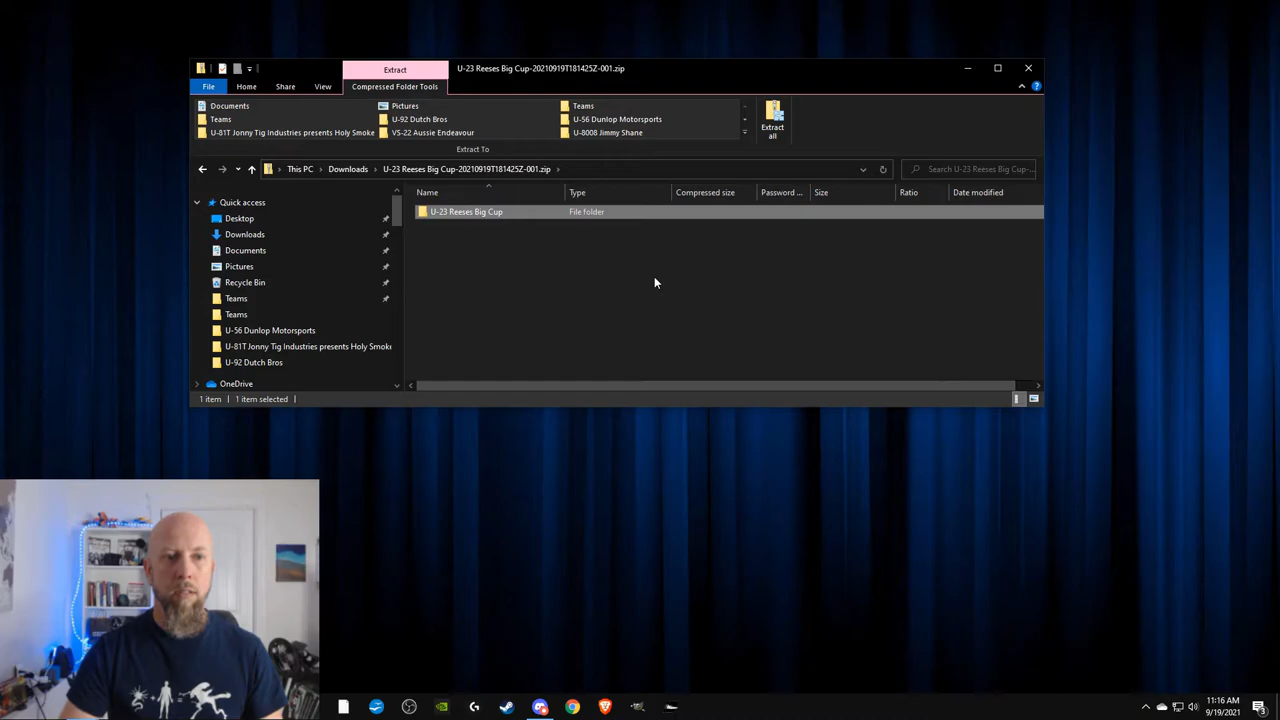 Extract
U-23 Reeses Big Cup-20210919T181425Z-001.zip
File Home Share View Compressed Folder Tools
Documents Pictures Teams
Teams U-92 Dutch Bros U-56 Dunlop Motorsports
U-81T Jonny Tig Industries presents Holy Smoke VS-22 Aussie Endeavour U-8008 Jimmy Shane
Extract all
Extract To
This PC > Downloads > U-23 Reeses Big Cup-20210919T181425Z-001.zip >
Search U-23 Reeses Big Cup-...
Name Type Compressed size Password ... Size Ratio Date modified
U-23 Reeses Big Cup File folder
Quick access
Desktop
Downloads
Documents
Pictures
Recycle Bin
Teams
Teams
U-56 Dunlop Motorsports
U-81T Jonny Tig Industries presents Holy Smoke
U-92 Dutch Bros
OneDrive
1 item 1 item selected
11:16 AM
9/19/2021